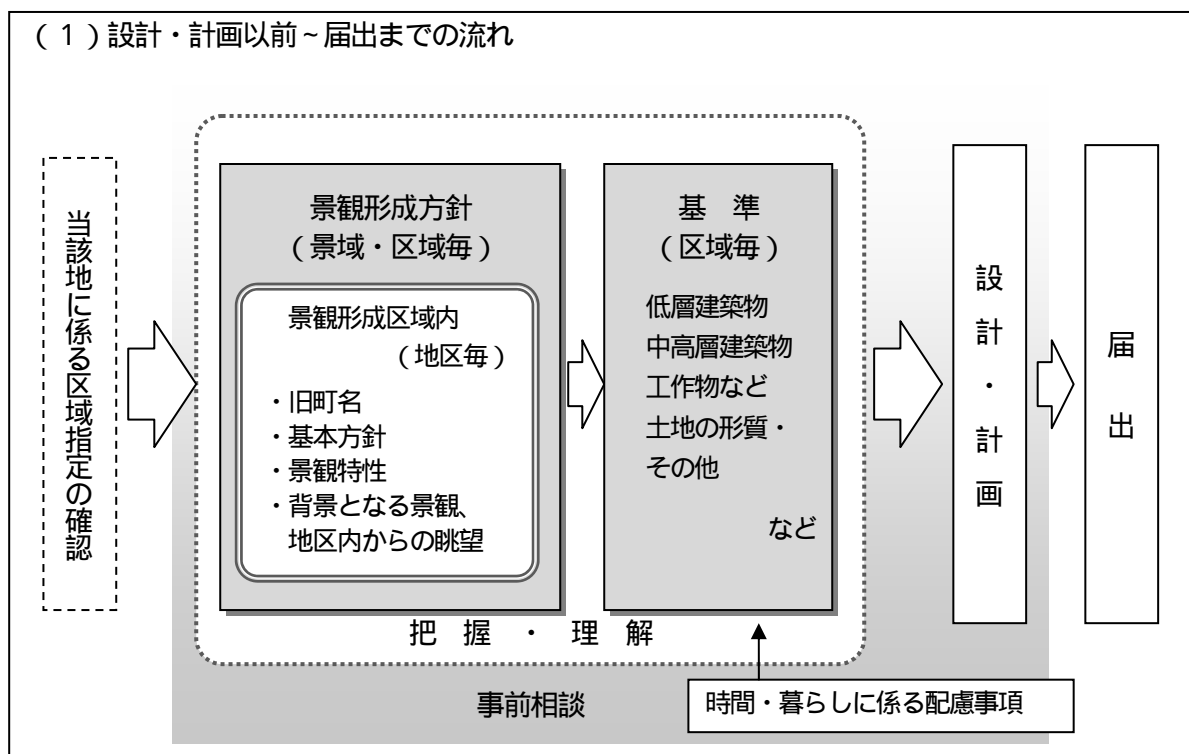 (1)設計・計画以前~届出までの流れ
当該地に係る区域指定の確認
景観形成方針
(景域・区域毎)
景観形成区域内
(地区毎)
・旧町名
・基本方針
・景観特性
・背景となる景観、
地区内からの眺望
基 準
(区域毎)
低層建築物
中高層建築物
工作物など
土地の形質・
その他
など
把 握 ・ 理 解
設計・計画
届出
事前相談
時間・暮らしに係る配慮事項